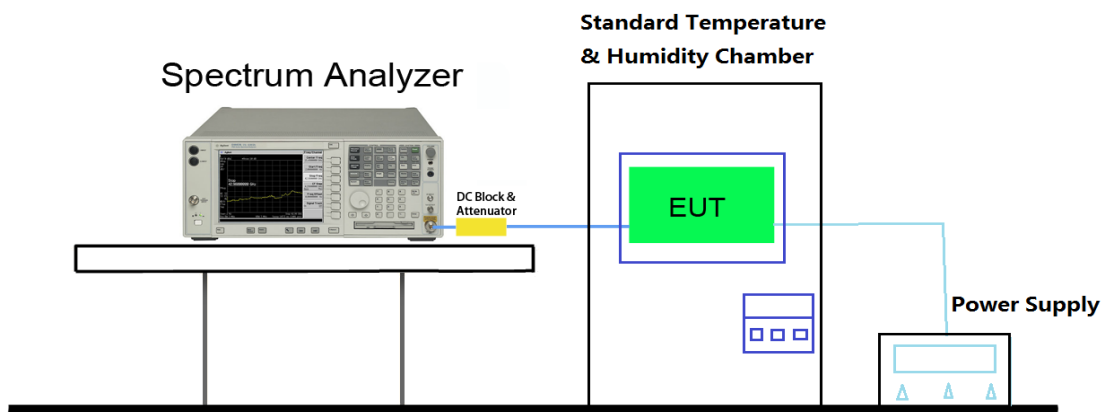 Standard Temperature
& Humidity Chamber
Spectrum Analyzer
DC Block &
Attenuator
EUT
Power Supply